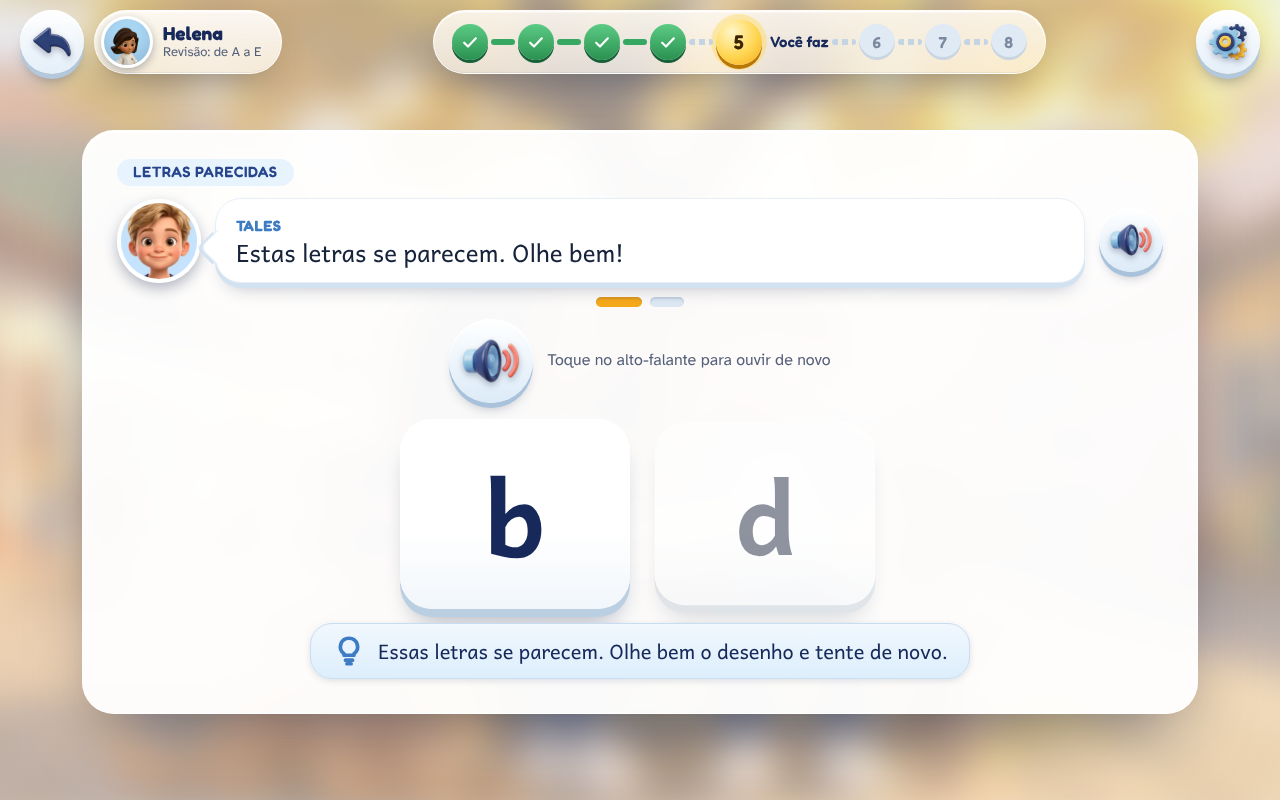 Helena
Revisão: de A a E
5
Você faz
6
7
8
LETRAS PARECIDAS
TALES
Estas letras se parecem. Olhe bem!
Toque no alto-falante para ouvir de novo
b
d
Essas letras se parecem. Olhe bem o desenho e tente de novo.